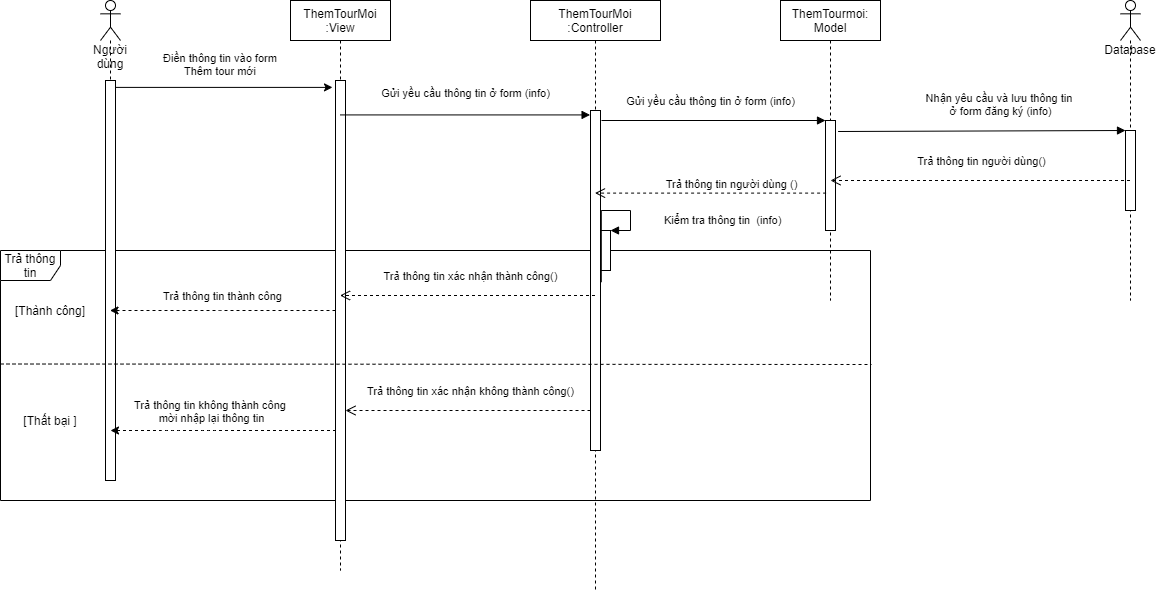 Người
dùng
ThemTourMoi
:View
ThemTourMoi
:Controller
ThemTourmoi:
Model
Database
Điền thông tin vào form
Thêm tour mới
Gửi yều cầu thông tin ở form (info)
Gửi yều cầu thông tin ở form (info)
Nhận yêu cầu và lưu thông tin
ở form đăng ký (info)
Trả thông tin người dùng()
Trả thông tin người dùng ()
Kiểm tra thông tin (info)
Trả thông
tin
Trả thông tin xác nhận thành công()
Trả thông tin thành công
[Thành công]
Trả thông tin xác nhận không thành công()
Trả thông tin không thành công
mời nhập lại thông tin
[Thất bại ]